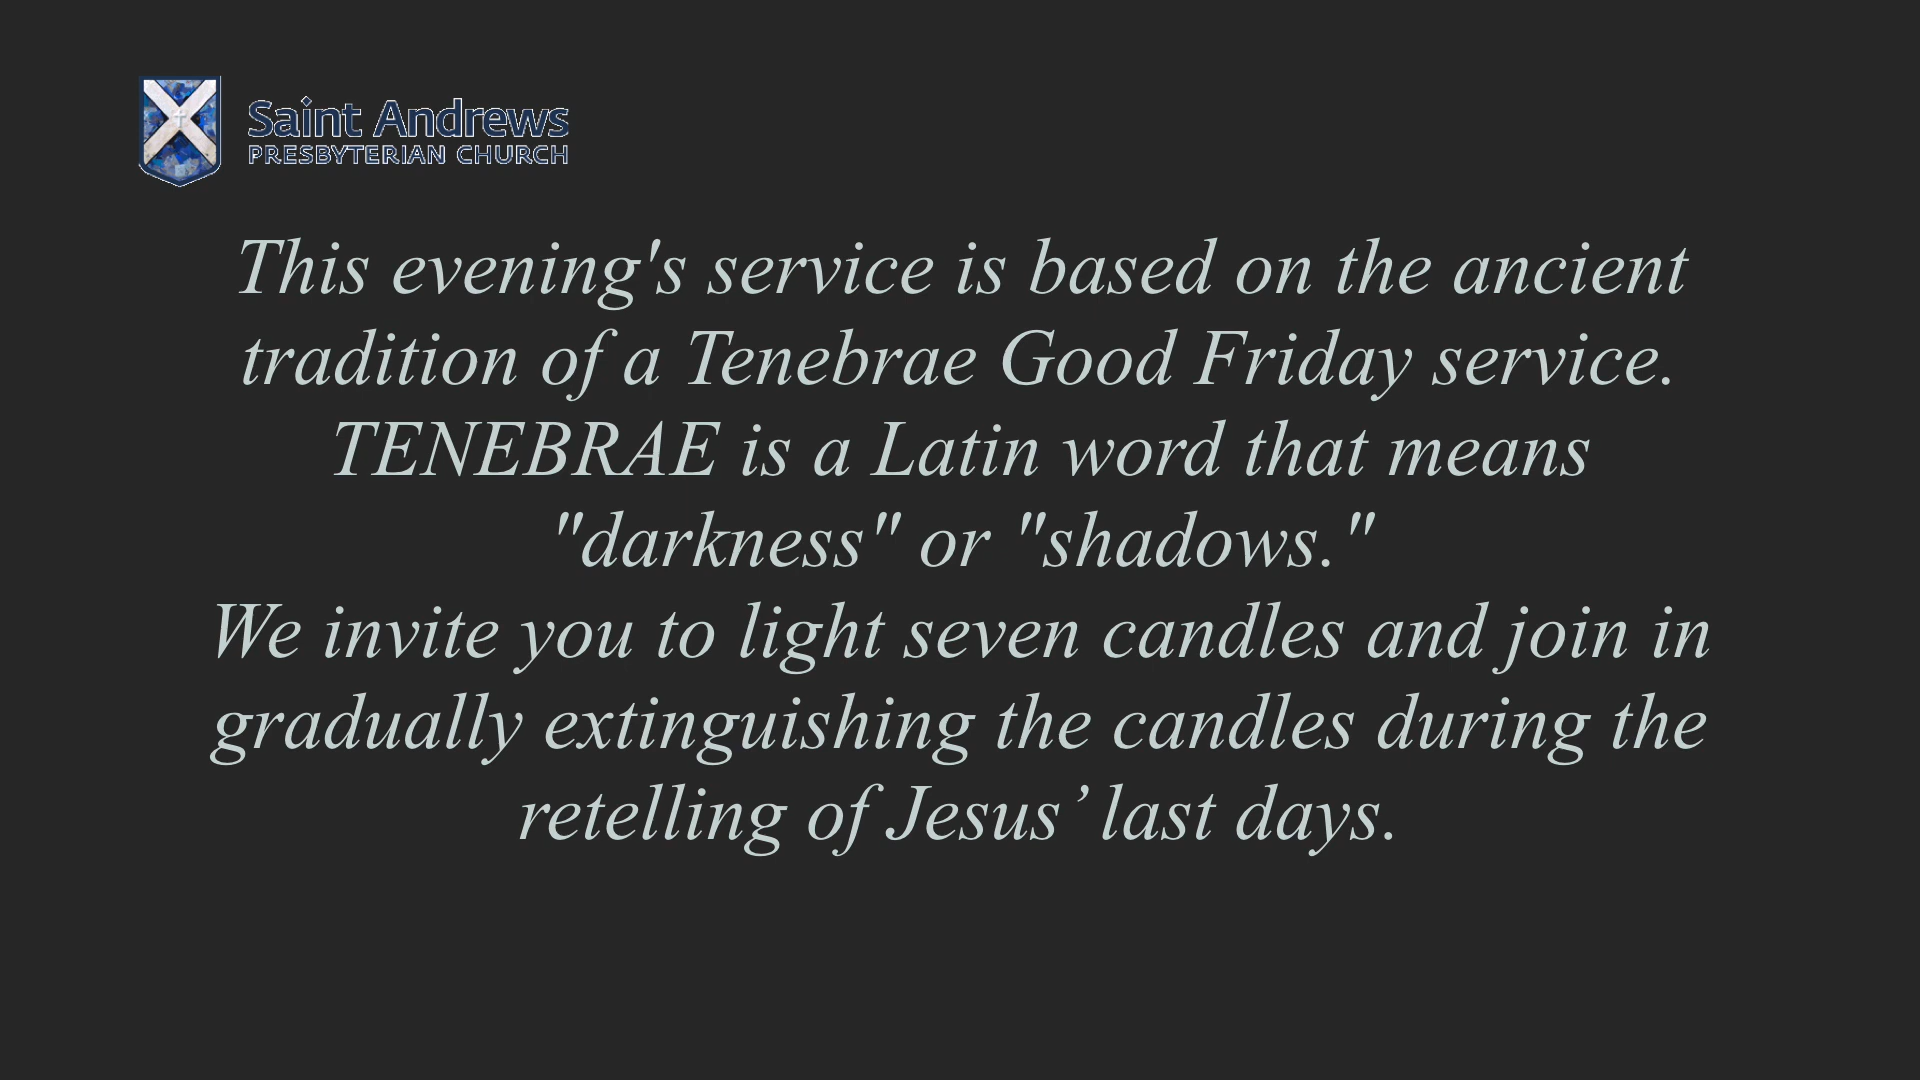 Saint Andrews
PRESBYTERIAN CHURCH
This evening's service is based on the ancient
tradition of a Tenebrae Good Friday service.
TENEBRAE is a Latin word that means
"darkness" or "shadows."
We invite you to light seven candles and join in
gradually extinguishing the candles during the
retelling of Jesus’ last days.